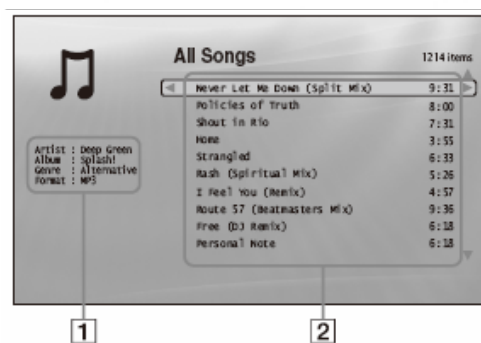 All Songs 1214 items
Never Let Me Down (Split Mix) 9:31
Policies of Truth 8:00
Shout in Rio 7:31
Home 3:55
Strangled 6:33
Rash (Spiritual Mix) 5:26
I Feel You (Remix) 4:57
Route 57 (Beatmasters Mix) 9:36
Free (DJ Remix) 6:18
Personal Note 6:18
Artist : Deep Green
Album : Splash!
Genre : Alternative
Format : MP3
1 2